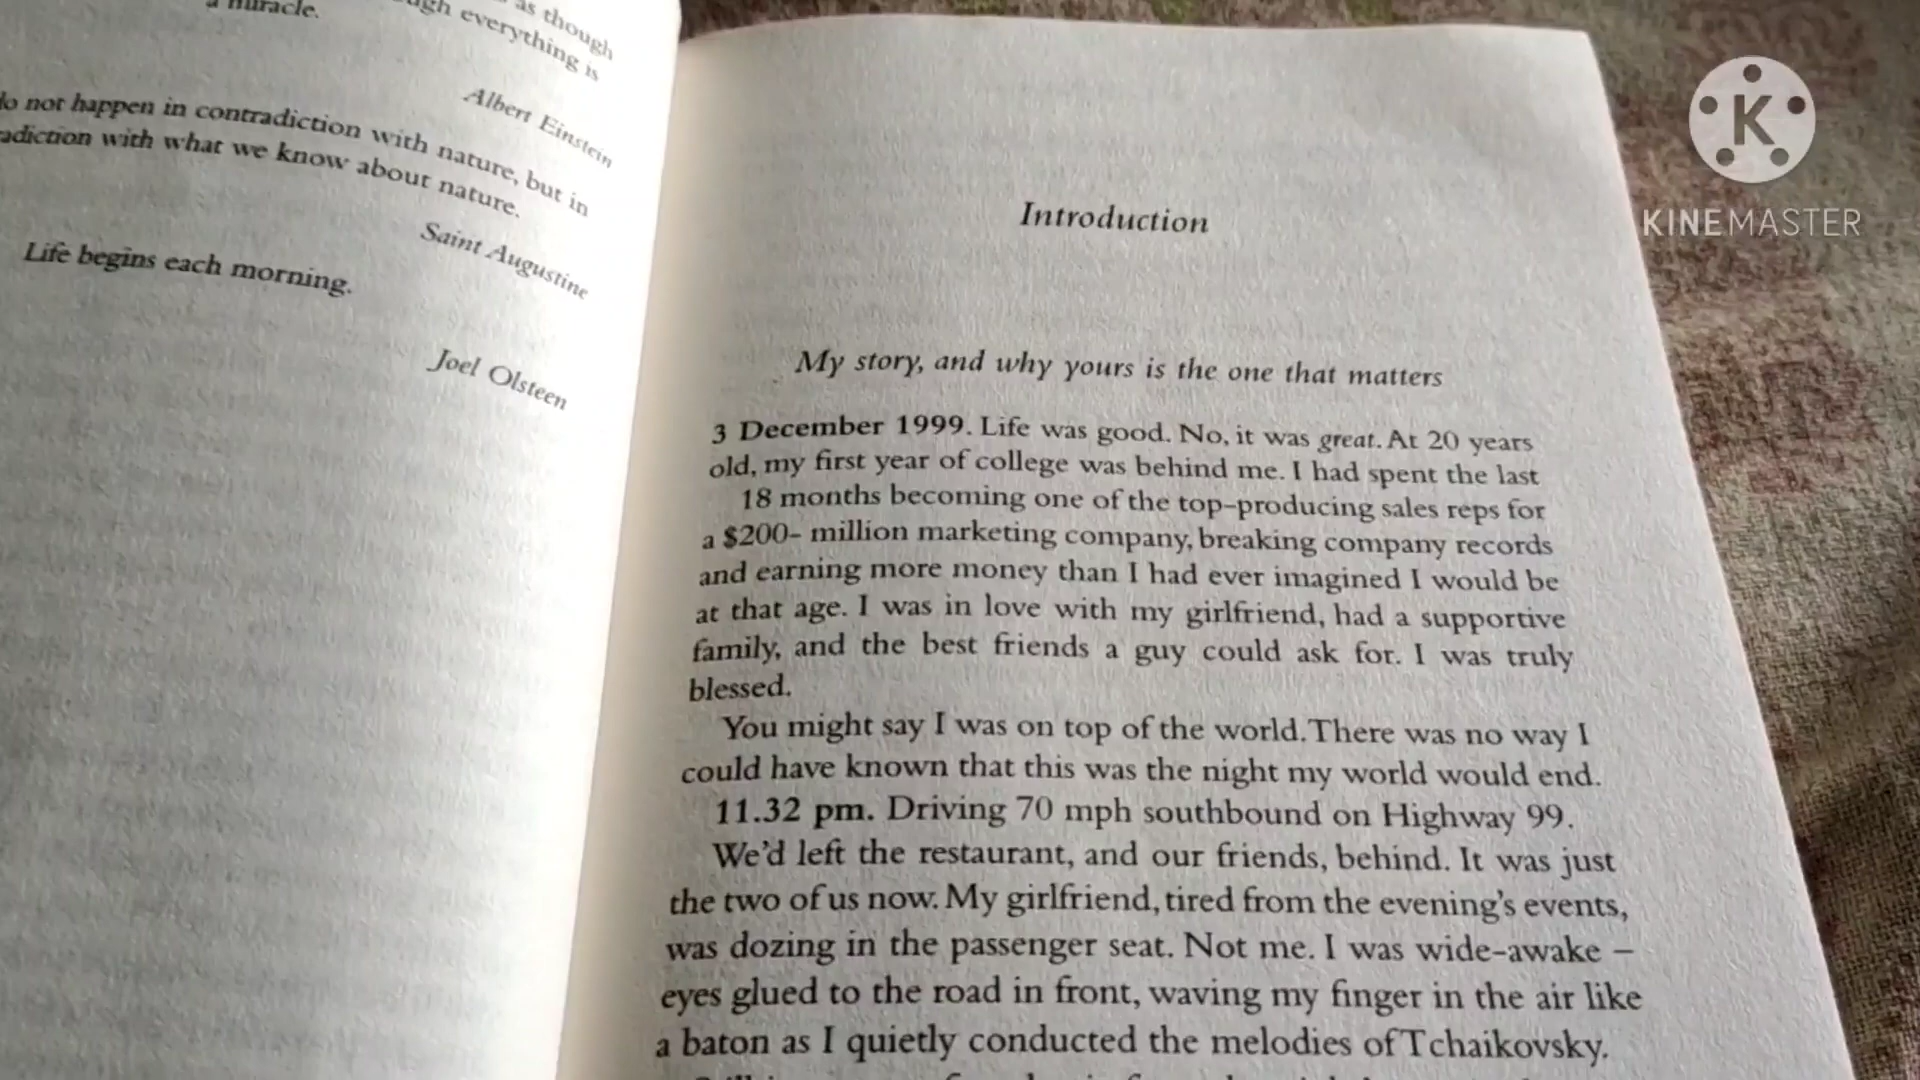 as though
a miracle.
everything is
Albert Einstein
do not happen in contradiction with nature, but in
with what we know about nature.
Saint Augustine
Life begins each morning.
Joel Olsteen
Introduction
My story, and why yours is the one that matters
3 December 1999. Life was good. No, it was great. At 20 years
old, my first year of college was behind me. I had spent the last
18 months becoming one of the top-producing sales reps for
a $200- million marketing company, breaking company records
and earning more money than I had ever imagined I would be
at that age. I was in love with my girlfriend, had a supportive
family, and the best friends a guy could ask for. I was truly
blessed.
You might say I was on top of the world. There was no way I
could have known that this was the night my world would end.
11.32 pm. Driving 70 mph southbound on Highway 99.
We'd left the restaurant, and our friends, behind. It was just
the two of us now. My girlfriend, tired from the evening's events,
was dozing in the passenger seat. Not me. I was wide-awake –
eyes glued to the road in front, waving my finger in the air like
a baton as I quietly conducted the melodies of Tchaikovsky.
K
KINEMASTER